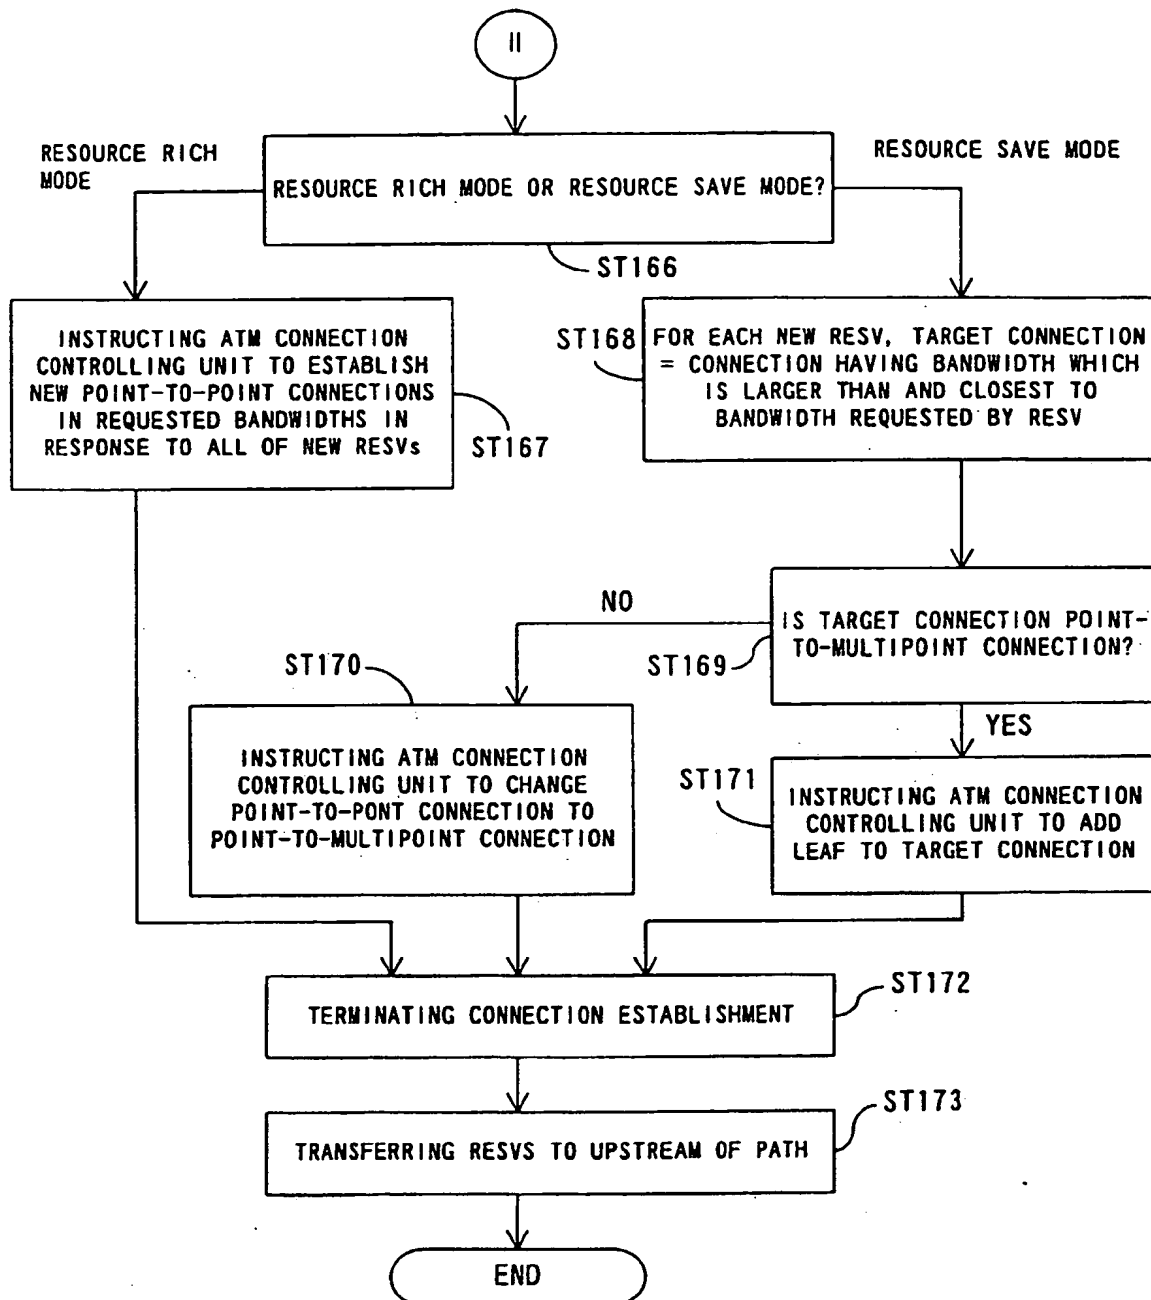 II
RESOURCE RICH
MODE
RESOURCE SAVE MODE
RESOURCE RICH MODE OR RESOURCE SAVE MODE?
ST166
INSTRUCTING ATM CONNECTION
CONTROLLING UNIT TO ESTABLISH
NEW POINT-TO-POINT CONNECTIONS
IN REQUESTED BANDWIDTHS IN
RESPONSE TO ALL OF NEW RESVs
ST167
ST168
FOR EACH NEW RESV, TARGET CONNECTION
= CONNECTION HAVING BANDWIDTH WHICH
IS LARGER THAN AND CLOSEST TO
BANDWIDTH REQUESTED BY RESV
NO
IS TARGET CONNECTION POINT-
TO-MULTIPOINT CONNECTION?
ST169
ST170
YES
INSTRUCTING ATM CONNECTION
CONTROLLING UNIT TO CHANGE
POINT-TO-PONT CONNECTION TO
POINT-TO-MULTIPOINT CONNECTION
ST171
INSTRUCTING ATM CONNECTION
CONTROLLING UNIT TO ADD
LEAF TO TARGET CONNECTION
ST172
TERMINATING CONNECTION ESTABLISHMENT
ST173
TRANSFERRING RESVS TO UPSTREAM OF PATH
END